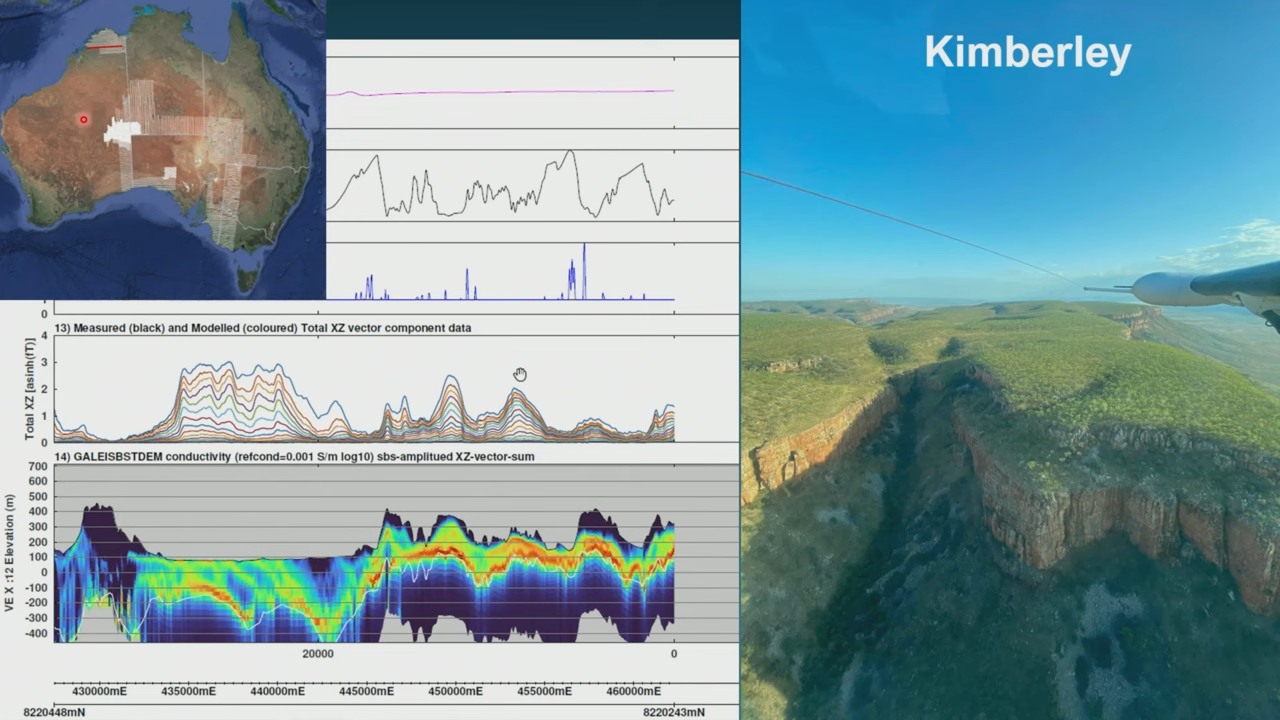 Kimberley
0
13) Measured (black) and Modelled (coloured) Total XZ vector component data
Total XZ [asinh(fT)]
4
3
2
1
0
14) GALEISBSTDEM conductivity (refcond=0.001 S/m log10) sbs-amplitued XZ-vector-sum
VE X :12 Elevation (m)
700
600
500
400
300
200
100
0
-100
-200
-300
-400
20000 0
430000mE 435000mE 440000mE 445000mE 450000mE 455000mE 460000mE
8220448mN 8220243mN